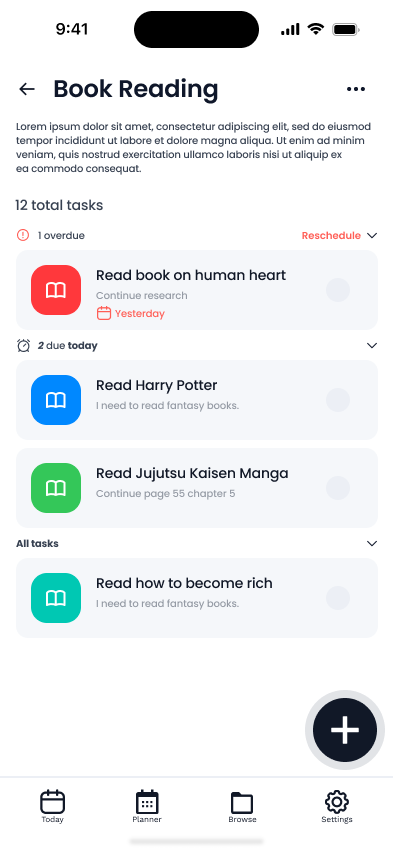 9:41
Book Reading
Lorem ipsum dolor sit amet, consectetur adipiscing elit, sed do eiusmod
tempor incididunt ut labore et dolore magna aliqua. Ut enim ad minim
veniam, quis nostrud exercitation ullamco laboris nisi ut aliquip ex
ea commodo consequat.
12 total tasks
1 overdue
Reschedule
Read book on human heart
Continue research
Yesterday
2 due today
Read Harry Potter
I need to read fantasy books.
Read Jujutsu Kaisen Manga
Continue page 55 chapter 5
All tasks
Read how to become rich
I need to read fantasy books.
Today
Planner
Browse
Settings